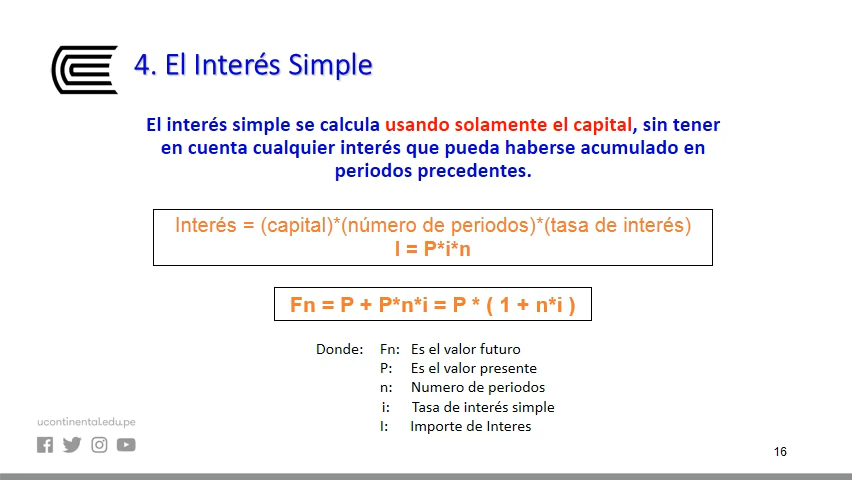 4. El Interés Simple
El interés simple se calcula usando solamente el capital, sin tener
en cuenta cualquier interés que pueda haberse acumulado en
periodos precedentes.
Interés = (capital)*(número de periodos)*(tasa de interés)
I = P*i*n
Fn = P + P*n*i = P * ( 1 + n*i )
Donde: Fn: Es el valor futuro
P: Es el valor presente
n: Numero de periodos
i: Tasa de interés simple
I: Importe de Interes
ucontinental.edu.pe
16